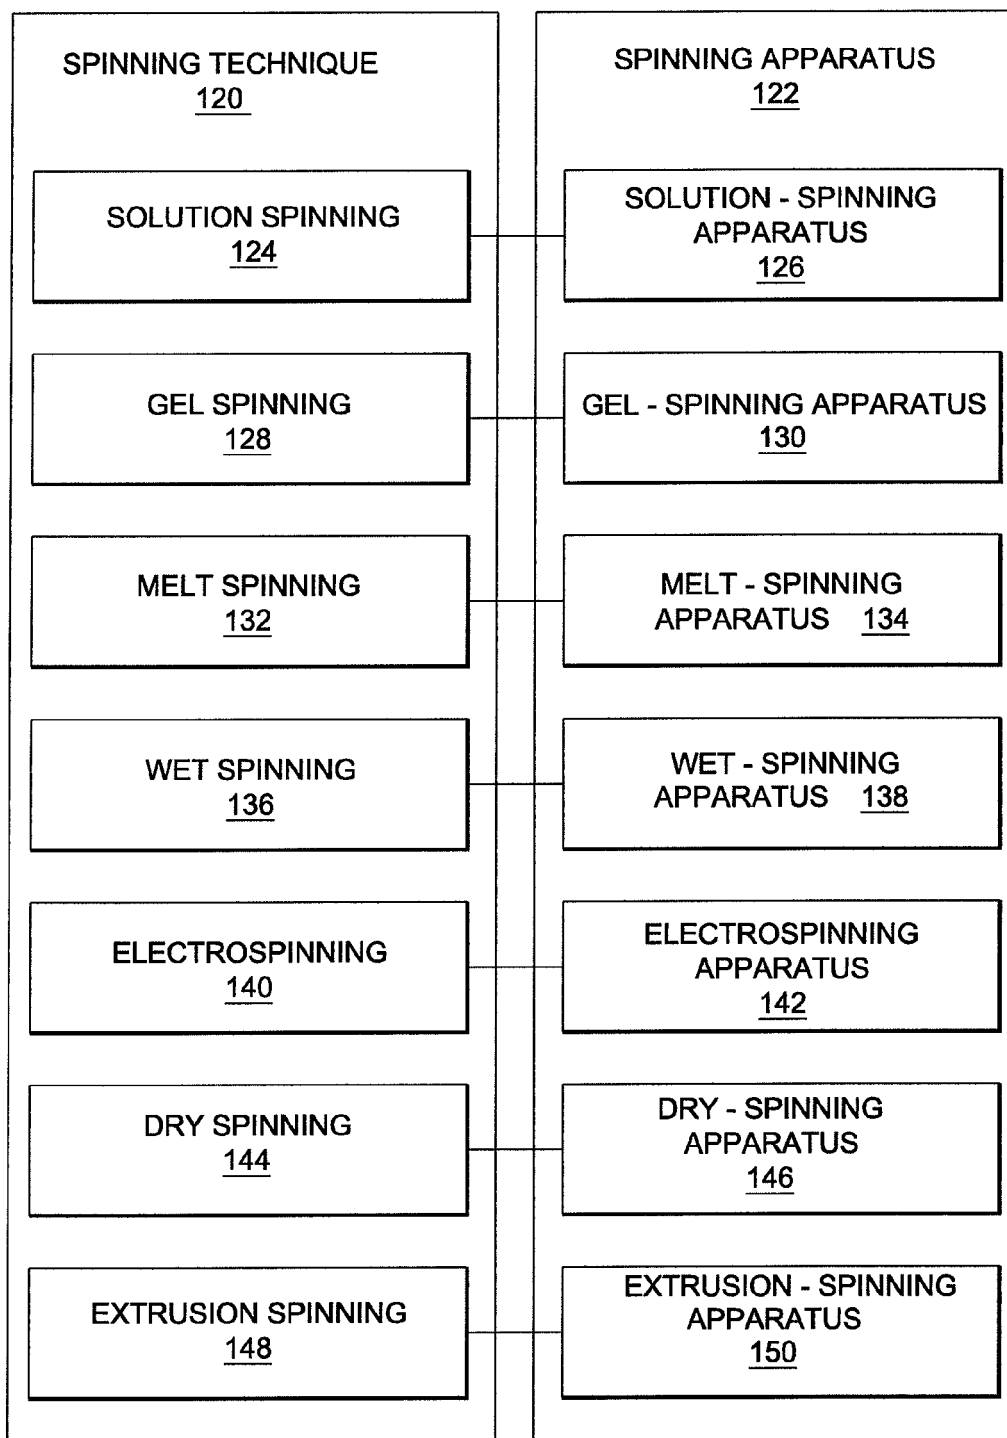 SPINNING TECHNIQUE
120
SPINNING APPARATUS
122
SOLUTION SPINNING
124
SOLUTION - SPINNING
APPARATUS
126
GEL SPINNING
128
GEL - SPINNING APPARATUS
130
MELT SPINNING
132
MELT - SPINNING
APPARATUS 134
WET SPINNING
136
WET - SPINNING
APPARATUS 138
ELECTROSPINNING
140
ELECTROSPINNING
APPARATUS
142
DRY SPINNING
144
DRY - SPINNING
APPARATUS
146
EXTRUSION SPINNING
148
EXTRUSION - SPINNING
APPARATUS
150